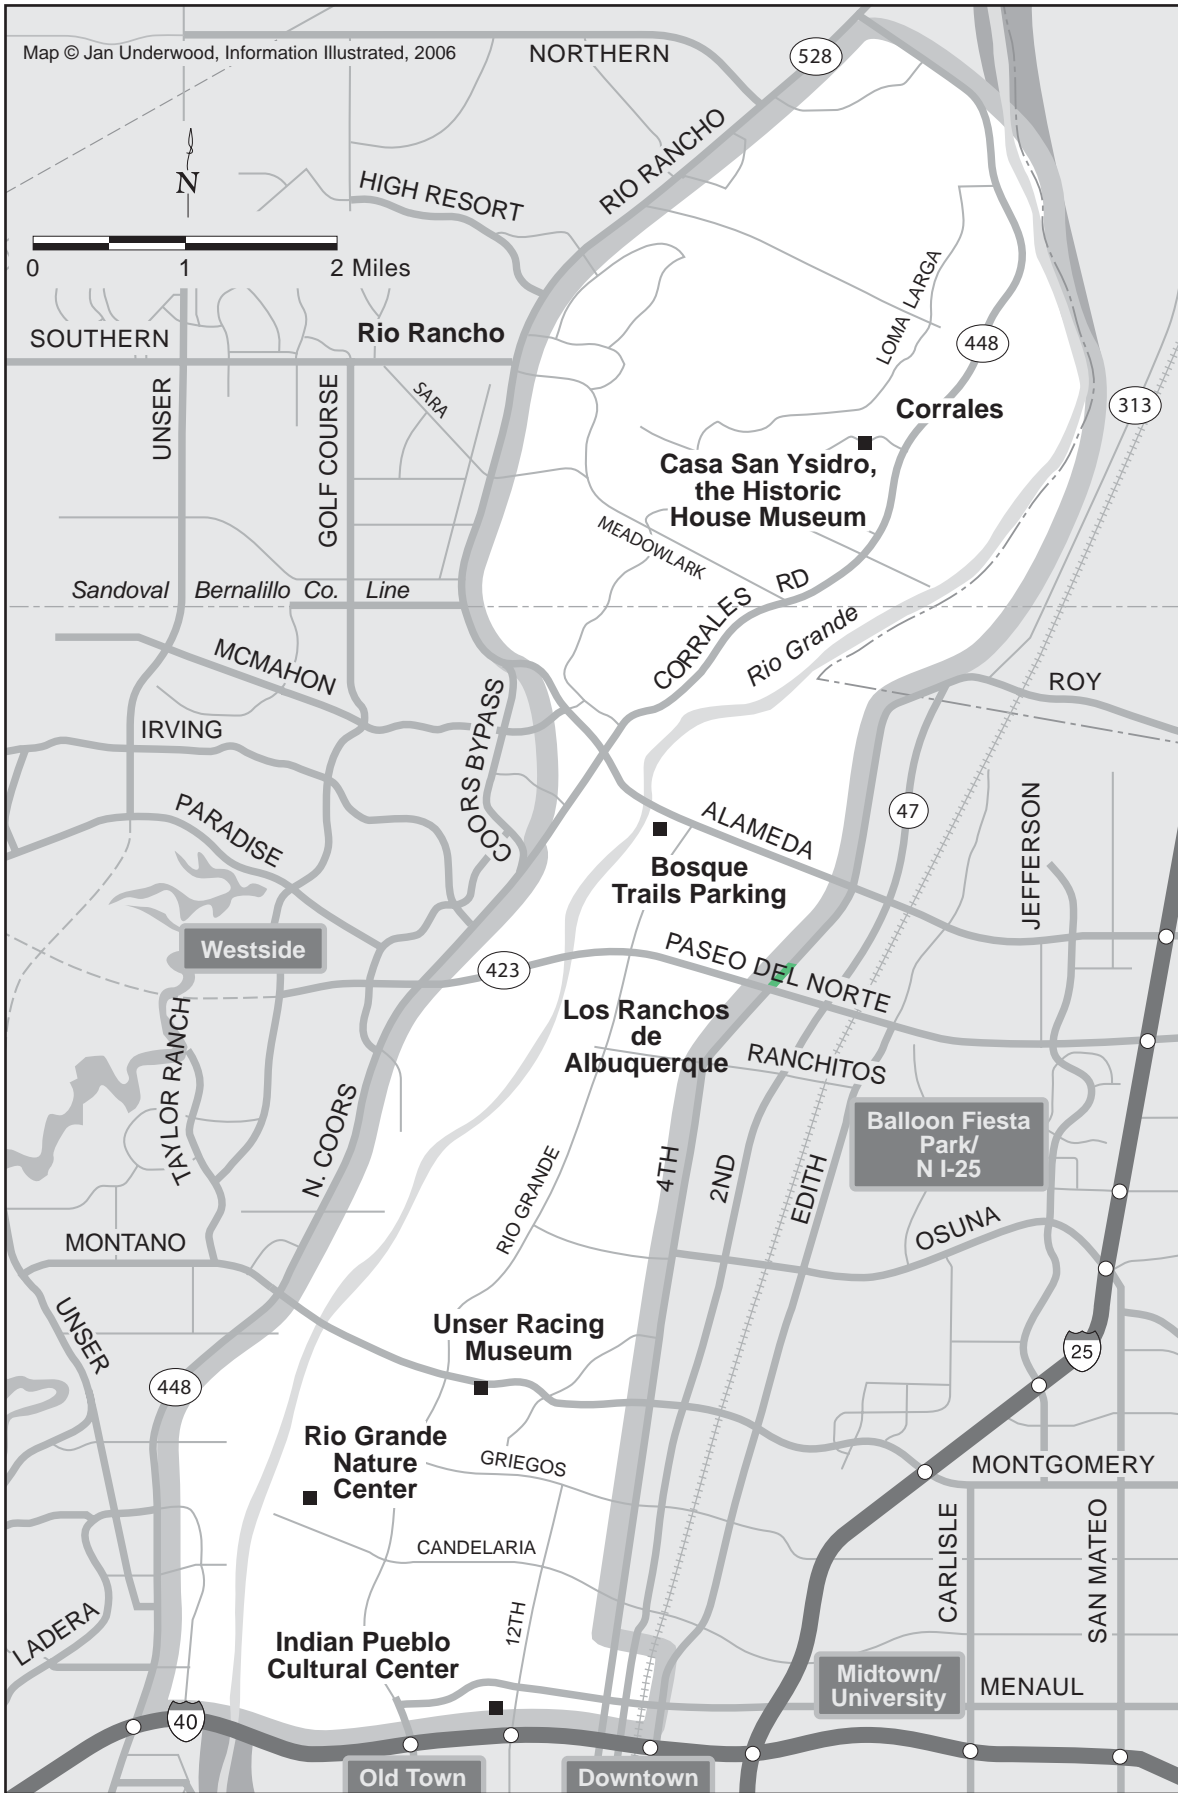 Map © Jan Underwood, Information Illustrated, 2006
NORTHERN
528
N
HIGH RESORT
RIO RANCHO
0 1 2 Miles
SOUTHERN
Rio Rancho
LOMA LARGA
448
UNSER
GOLF COURSE
SARA
Corrales
313
Casa San Ysidro,
the Historic
House Museum
MEADOWLARK
Sandoval Bernalillo Co. Line
CORRALES RD
Rio Grande
MCMAHON
ROY
IRVING
COORS BYPASS
PARADISE
ALAMEDA
47
JEFFERSON
Bosque
Trails Parking
Westside
423
PASEO DEL NORTE
Los Ranchos
de
Albuquerque
RANCHITOS
TAYLOR RANCH
N. COORS
Balloon Fiesta
Park/
N I-25
4TH
2ND
EDITH
RIO GRANDE
OSUNA
MONTANO
UNSER
Unser Racing
Museum
25
448
Rio Grande
Nature
Center
GRIEGOS
MONTGOMERY
CANDELARIA
CARLISLE
SAN MATEO
LADERA
12TH
Indian Pueblo
Cultural Center
Midtown/
University
MENAUL
40
Old Town
Downtown